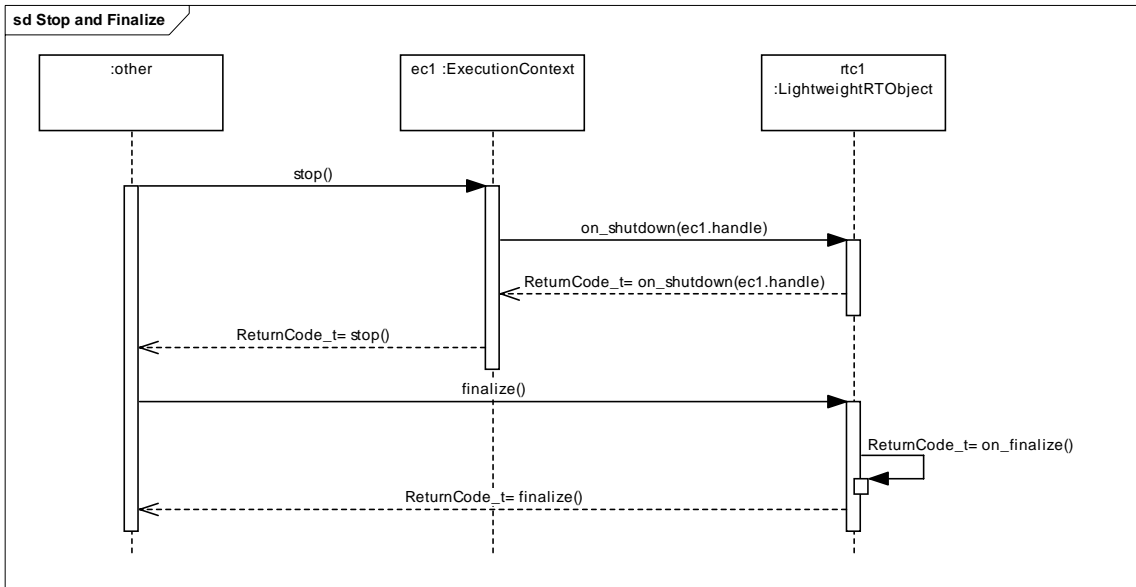 sd Stop and Finalize
:other
ec1 :ExecutionContext
rtc1
:LightweightRTObject
stop()
on_shutdown(ec1.handle)
ReturnCode_t= on_shutdown(ec1.handle)
ReturnCode_t= stop()
finalize()
ReturnCode_t= on_finalize()
ReturnCode_t= finalize()